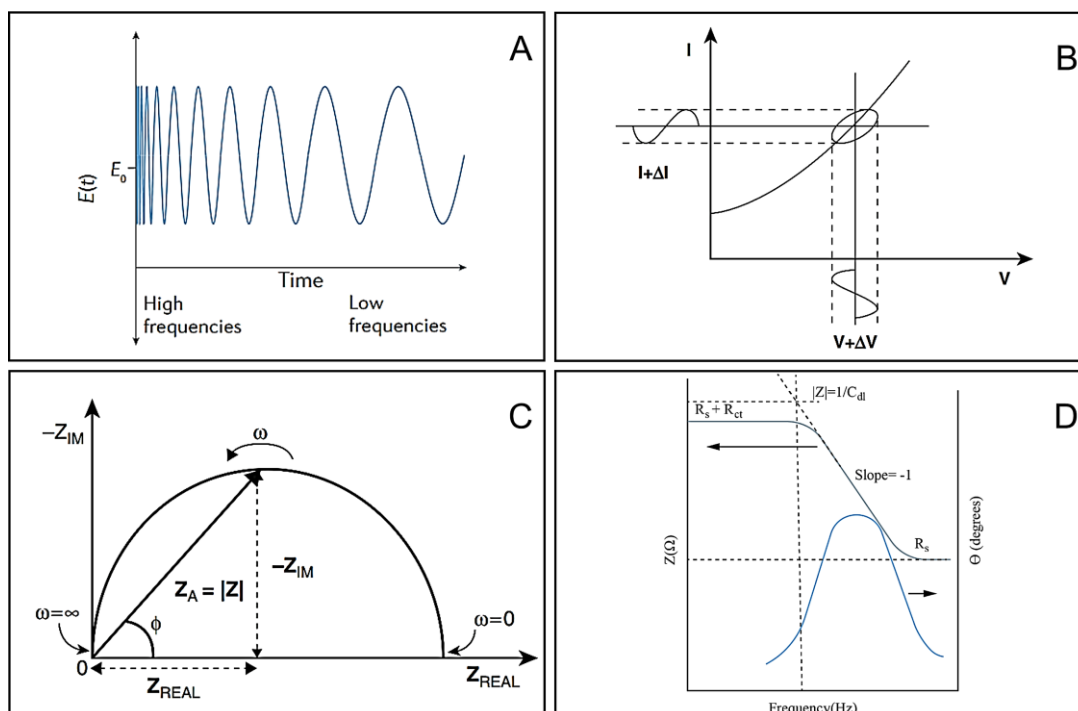 A
E(t)
E₀
Time
High
frequencies
Low
frequencies
B
I
I+ΔI
V
V+ΔV
C
−Z_IM
ω
−Z_IM
Z_A = |Z|
ω=∞
ϕ
ω=0
0
Z_REAL
Z_REAL
D
|Z|=1/C_dl
R_s + R_ct
Slope= -1
Z(Ω)
R_s
Θ (degrees)
Frequency(Hz)